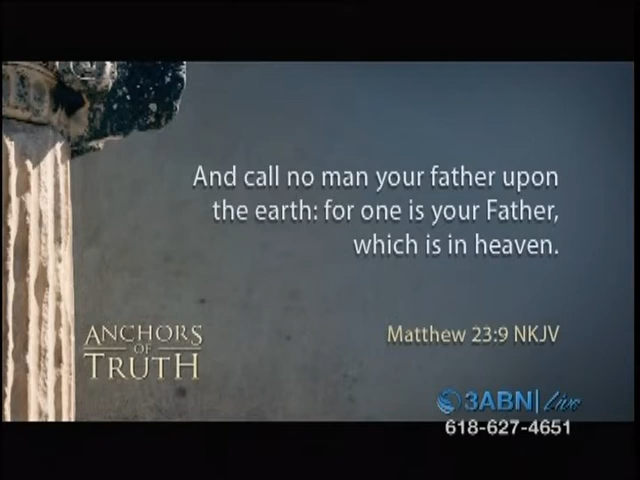 And call no man your father upon
the earth: for one is your Father,
which is in heaven.
Matthew 23:9 NKJV
ANCHORS
OF
TRUTH
3ABN Live
618-627-4651